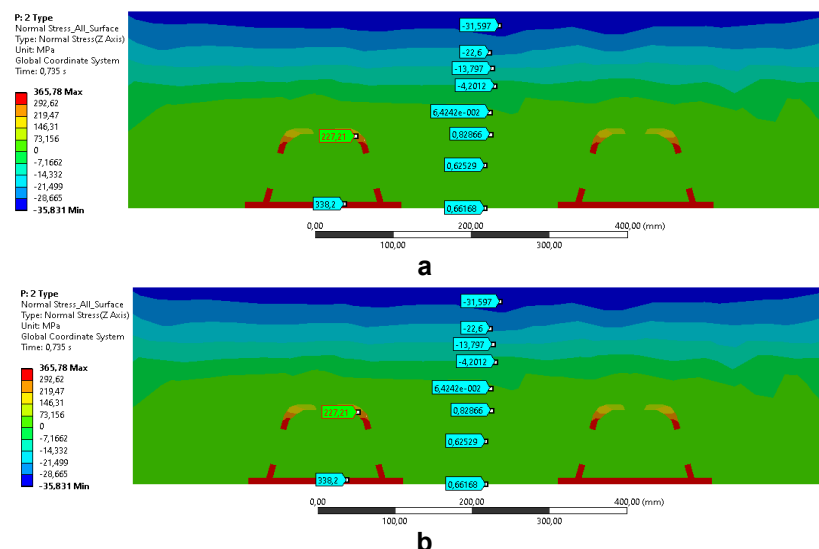 P: 2 Type
Normal Stress_All_Surface
Type: Normal Stress(Z Axis)
Unit: MPa
Global Coordinate System
Time: 0,735 s
365,78 Max
292,62
219,47
146,31
73,156
0
-7,1662
-14,332
-21,499
-28,665
-35,831 Min
-31,597
-22,6
-13,797
-4,2012
6,4242e-002
227,21
0,82866
0,62529
338,2
0,66168
0,00 200,00 400,00 (mm)
100,00 300,00
a
P: 2 Type
Normal Stress_All_Surface
Type: Normal Stress(Z Axis)
Unit: MPa
Global Coordinate System
Time: 0,735 s
365,78 Max
292,62
219,47
146,31
73,156
0
-7,1662
-14,332
-21,499
-28,665
-35,831 Min
-31,597
-22,6
-13,797
-4,2012
6,4242e-002
227,21
0,82866
0,62529
338,2
0,66168
0,00 200,00 400,00 (mm)
100,00 300,00
b